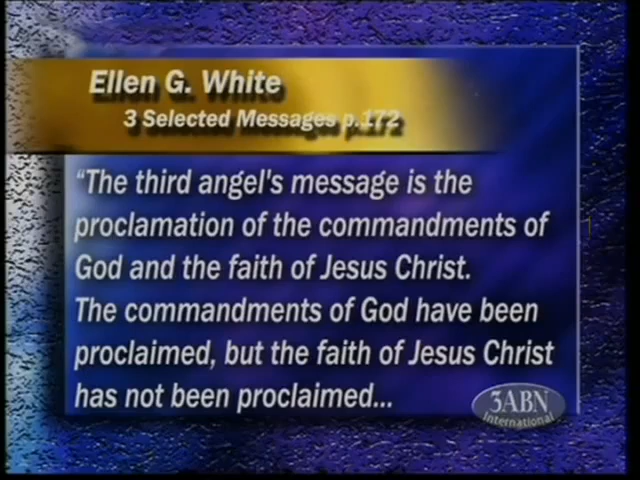 Ellen G. White
3 Selected Messages p.172
“The third angel's message is the
proclamation of the commandments of
God and the faith of Jesus Christ.
The commandments of God have been
proclaimed, but the faith of Jesus Christ
has not been proclaimed...
3ABN
International